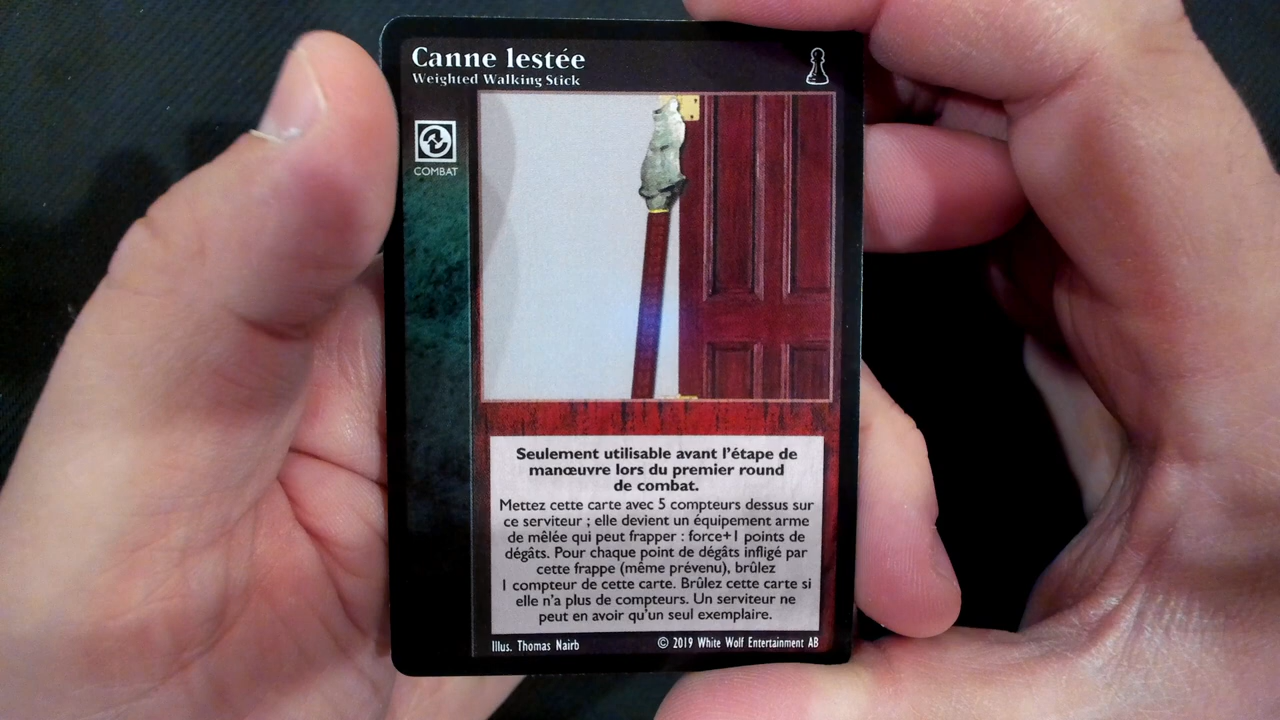 Canne lestée
Weighted Walking Stick
COMBAT
Seulement utilisable avant l'étape de
manœuvre lors du premier round
de combat.
Mettez cette carte avec 5 compteurs dessus sur
ce serviteur ; elle devient un équipement arme
de mêlée qui peut frapper : force+1 points de
dégâts. Pour chaque point de dégâts infligé par
cette frappe (même prévenu), brûlez
1 compteur de cette carte. Brûlez cette carte si
elle n'a plus de compteurs. Un serviteur ne
peut en avoir qu'un seul exemplaire.
Illus. Thomas Nairb © 2019 White Wolf Entertainment AB